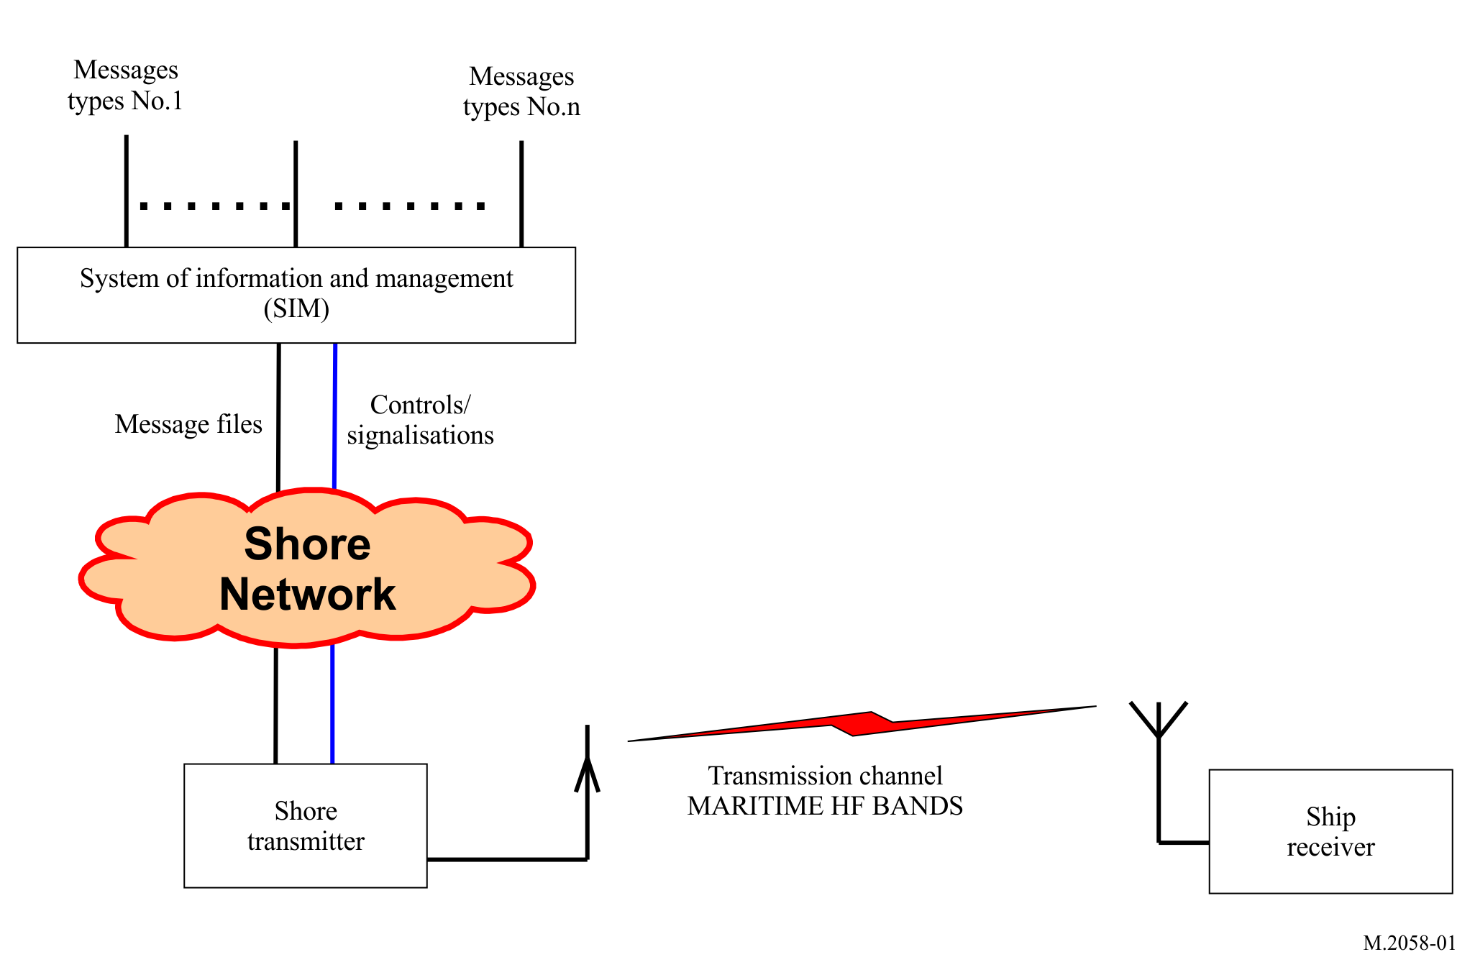 Messages
types No.1
Messages
types No.n
System of information and management
(SIM)
Message files
Controls/
signalisations
Shore
Network
Shore
transmitter
Transmission channel
MARITIME HF BANDS
Ship
receiver
M.2058-01